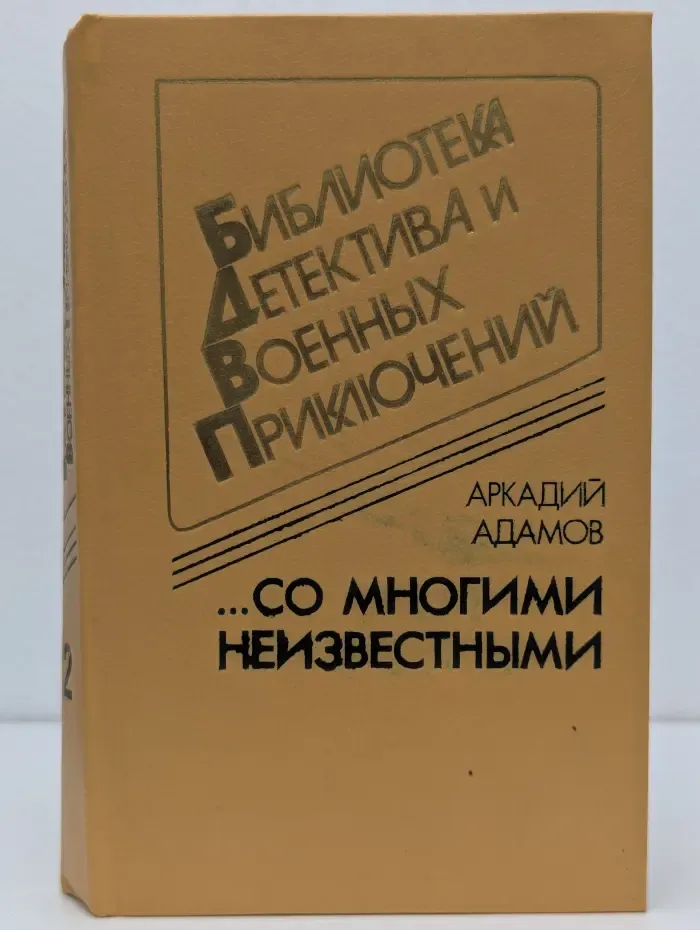 БИБЛИОТЕКА
ДЕТЕКТИВА И
ВОЕННЫХ
ПРИКЛЮЧЕНИЙ
АРКАДИЙ
АДАМОВ
...СО МНОГИМИ
НЕИЗВЕСТНЫМИ
2